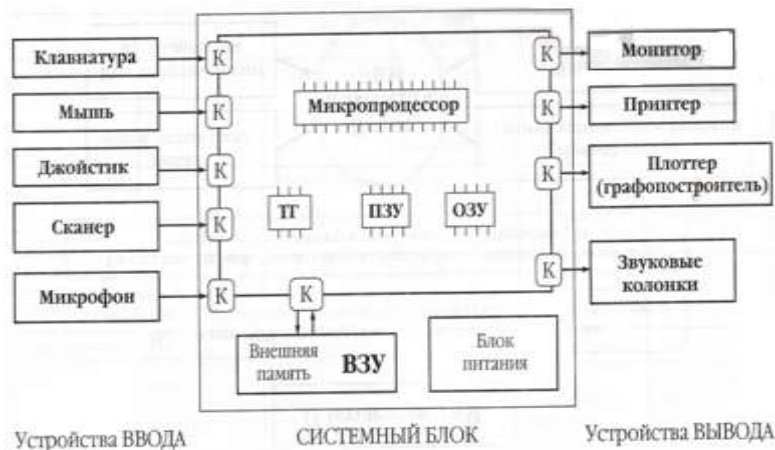 Клавиатура
Мышь
Джойстик
Сканер
Микрофон
К
К
К
К
К
К
Микропроцессор
ТГ
ПЗУ
ОЗУ
Внешняя
память
ВЗУ
Блок
питания
К
К
К
К
Монитор
Принтер
Плоттер
(графопостроитель)
Звуковые
колонки
Устройства ВВОДА
СИСТЕМНЫЙ БЛОК
Устройства ВЫВОДА